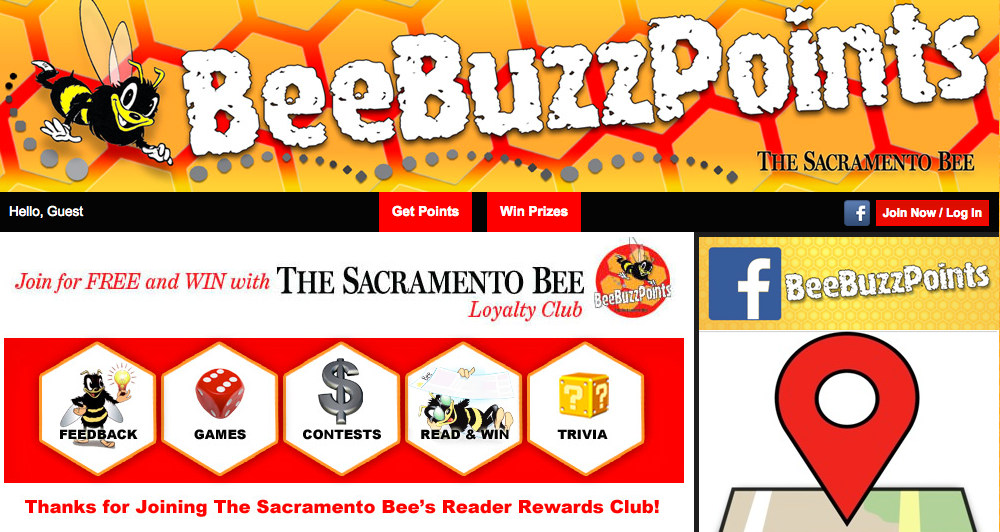 BeeBuzzPoints
The Sacramento Bee
Hello, Guest
Get Points
Win Prizes
f
Join Now / Log In
Join for FREE and WIN with The Sacramento Bee
Loyalty Club
BeeBuzzPoints
f
BeeBuzzPoints
$
? ?
Bee
FEEDBACK
GAMES
CONTESTS
READ & WIN
TRIVIA
Thanks for Joining The Sacramento Bee's Reader Rewards Club!